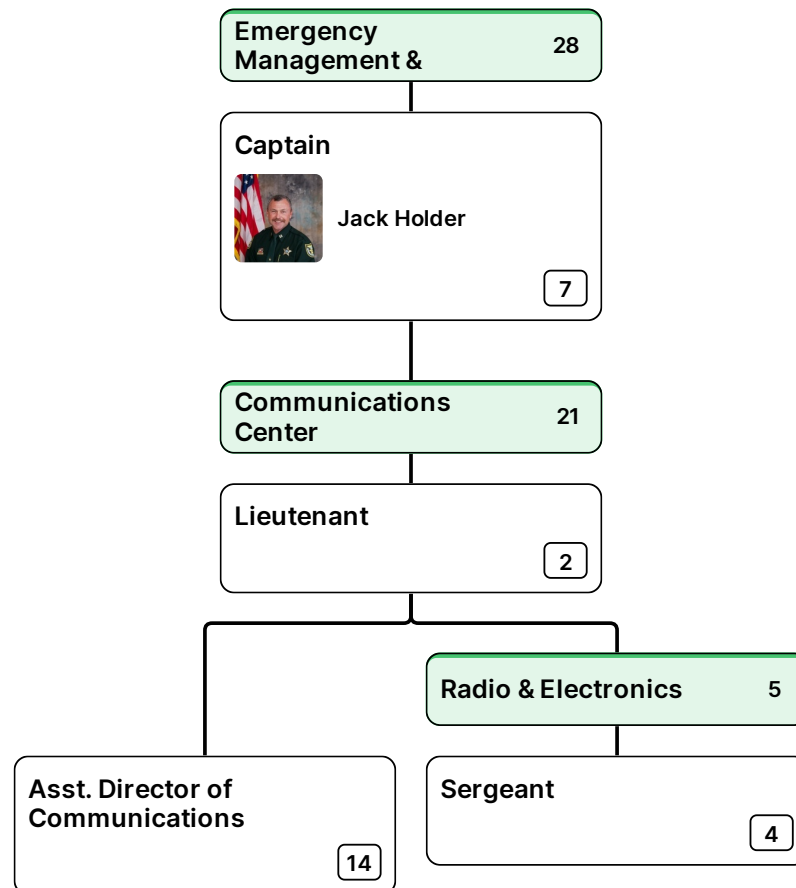 Emergency
Management &
28
Captain
Jack Holder
7
Communications
Center
21
Lieutenant
2
Radio & Electronics
5
Asst. Director of
Communications
14
Sergeant
4